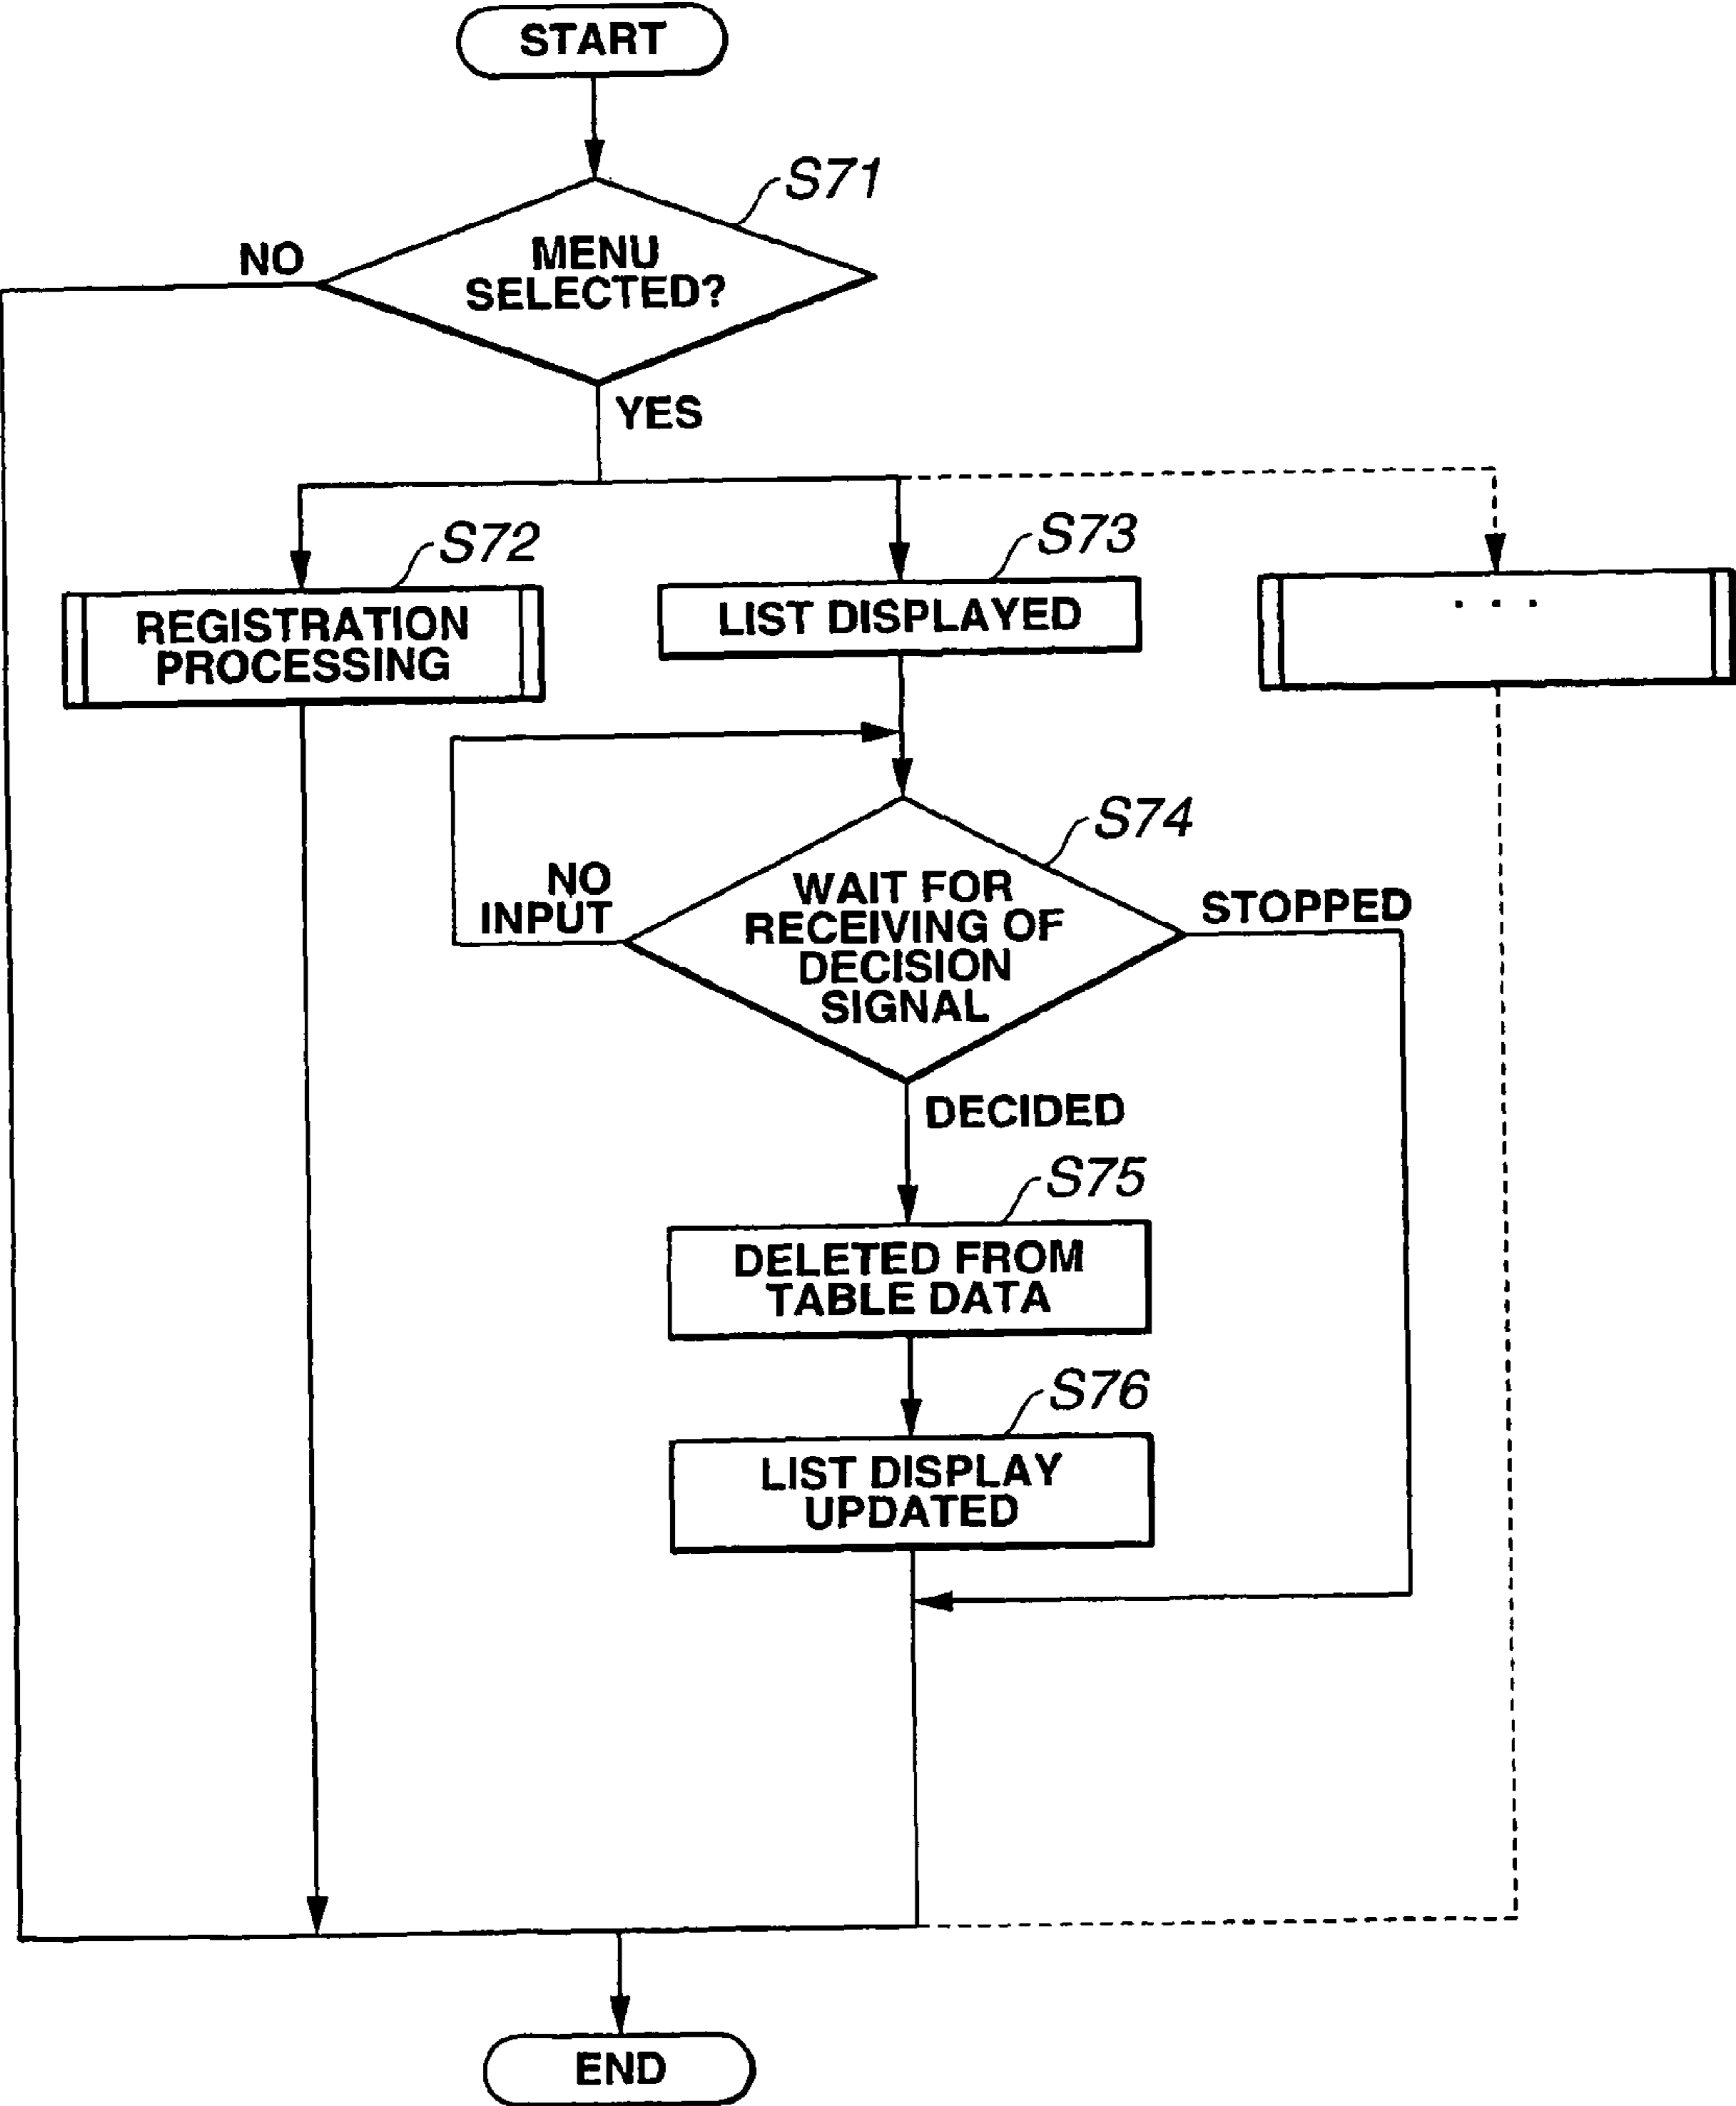 START
S71
NO
MENU
SELECTED?
YES
S72
S73
REGISTRATION
PROCESSING
LIST DISPLAYED
. . .
S74
NO
INPUT
WAIT FOR
RECEIVING OF
DECISION
SIGNAL
STOPPED
DECIDED
S75
DELETED FROM
TABLE DATA
S76
LIST DISPLAY
UPDATED
END